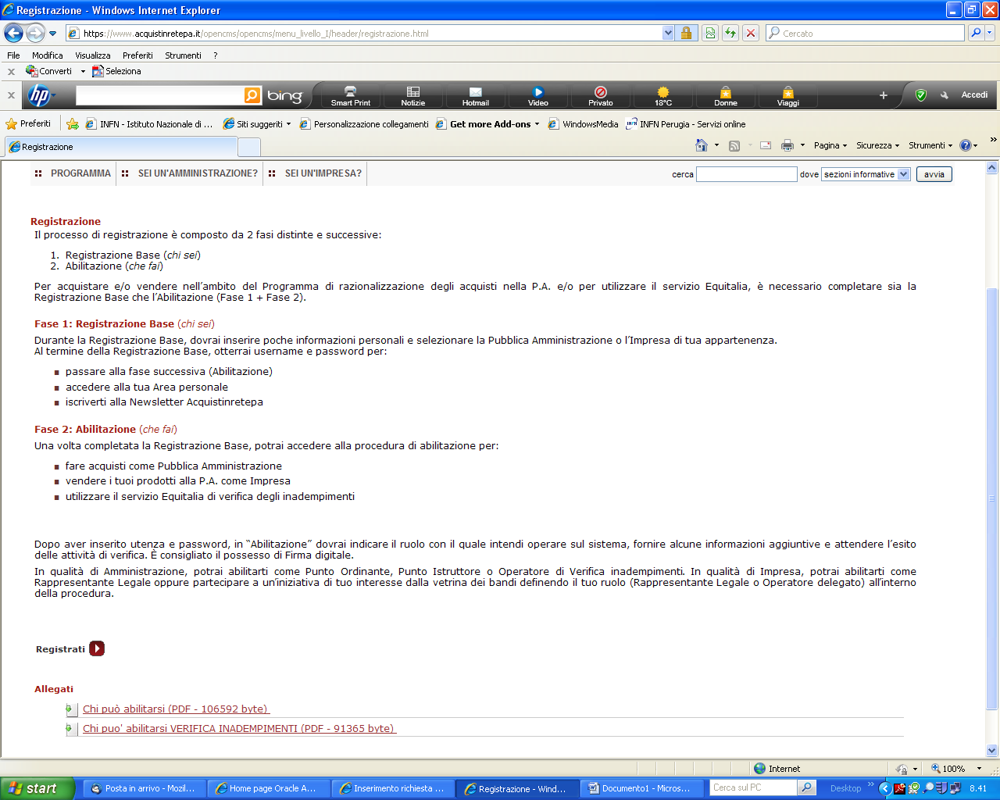 Registrazione - Windows Internet Explorer
https://www.acquistinretepa.it/opencms/opencms/menu_livello_I/header/registrazione.html
Cercato
File Modifica Visualizza Preferiti Strumenti ?
x Converti Seleziona
x hp bing Smart Print Notizie Hotmail Video Privato 18°C Donne Viaggi + Accedi
Preferiti INFN - Istituto Nazionale di ... Siti suggeriti Personalizzazione collegamenti Get more Add-ons WindowsMedia INFN Perugia - Servizi online
Registrazione Pagina Sicurezza Strumenti »
PROGRAMMA SEI UN'AMMINISTRAZIONE? SEI UN'IMPRESA? cerca dove sezioni informative avvia
Registrazione
Il processo di registrazione è composto da 2 fasi distinte e successive:
1. Registrazione Base (chi sei)
2. Abilitazione (che fai)
Per acquistare e/o vendere nell'ambito del Programma di razionalizzazione degli acquisti nella P.A. e/o per utilizzare il servizio Equitalia, è necessario completare sia la
Registrazione Base che l'Abilitazione (Fase 1 + Fase 2).
Fase 1: Registrazione Base (chi sei)
Durante la Registrazione Base, dovrai inserire poche informazioni personali e selezionare la Pubblica Amministrazione o l'Impresa di tua appartenenza.
Al termine della Registrazione Base, otterrai username e password per:
passare alla fase successiva (Abilitazione)
accedere alla tua Area personale
iscriverti alla Newsletter Acquistinretepa
Fase 2: Abilitazione (che fai)
Una volta completata la Registrazione Base, potrai accedere alla procedura di abilitazione per:
fare acquisti come Pubblica Amministrazione
vendere i tuoi prodotti alla P.A. come Impresa
utilizzare il servizio Equitalia di verifica degli inadempimenti
Dopo aver inserito utenza e password, in “Abilitazione” dovrai indicare il ruolo con il quale intendi operare sul sistema, fornire alcune informazioni aggiuntive e attendere l'esito
delle attività di verifica. È consigliato il possesso di Firma digitale.
In qualità di Amministrazione, potrai abilitarti come Punto Ordinante, Punto Istruttore o Operatore di Verifica inadempimenti. In qualità di Impresa, potrai abilitarti come
Rappresentante Legale oppure partecipare a un'iniziativa di tuo interesse dalla vetrina dei bandi definendo il tuo ruolo (Rappresentante Legale o Operatore delegato) all'interno
della procedura.
Registrati
Allegati
Chi può abilitarsi (PDF - 106592 byte)
Chi puo' abilitarsi VERIFICA INADEMPIMENTI (PDF - 91365 byte)
Internet 100%
start Posta in arrivo - Mozil... Home page Oracle A... Inserimento richiesta ... Registrazione - Wind... Documento1 - Micros... Cerca sul PC Desktop » 8.41